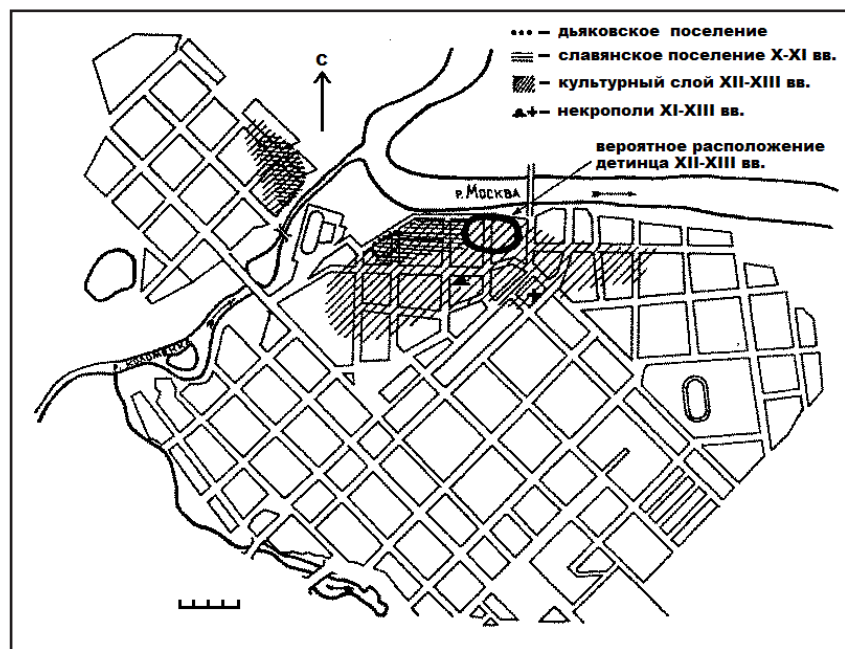 дьяковское поселение
славянское поселение X-XI вв.
культурный слой XII-XIII вв.
некрополи XI-XIII вв.
С
вероятное расположение
детинца XII-XIII вв.
р. Москва
р. Коломенка